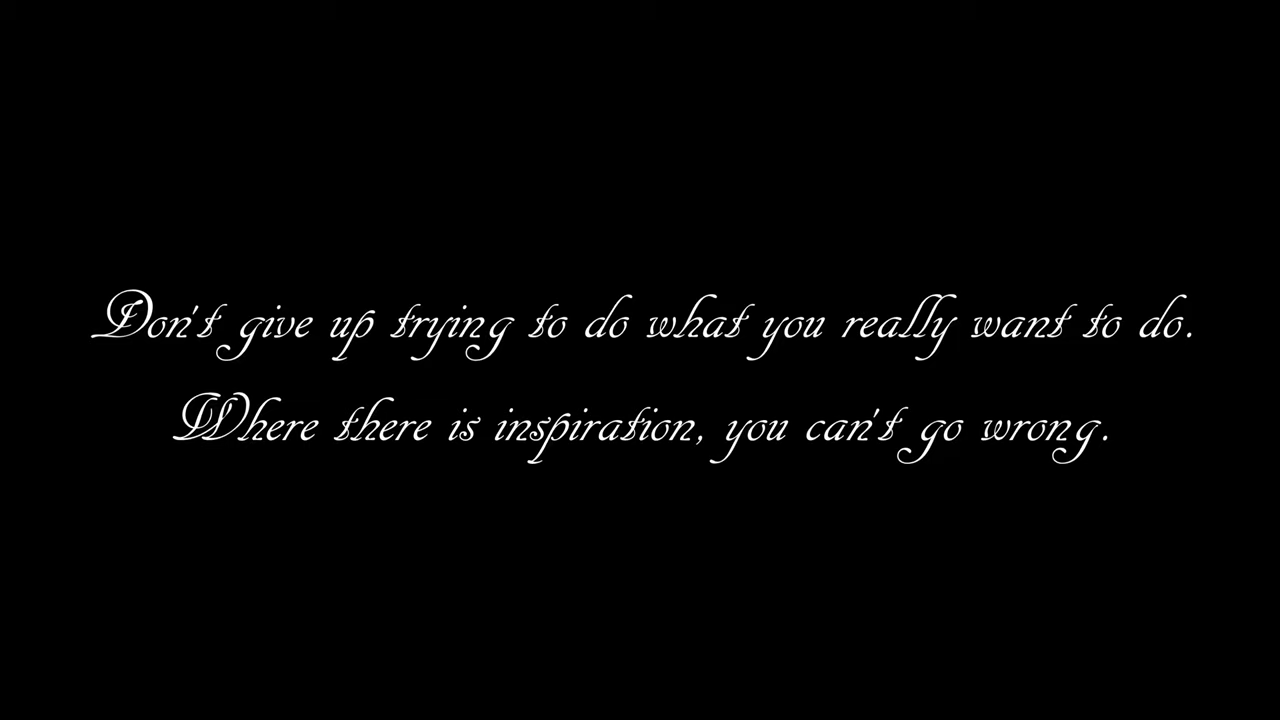 Don't give up trying to do what you really want to do.
Where there is inspiration, you can't go wrong.